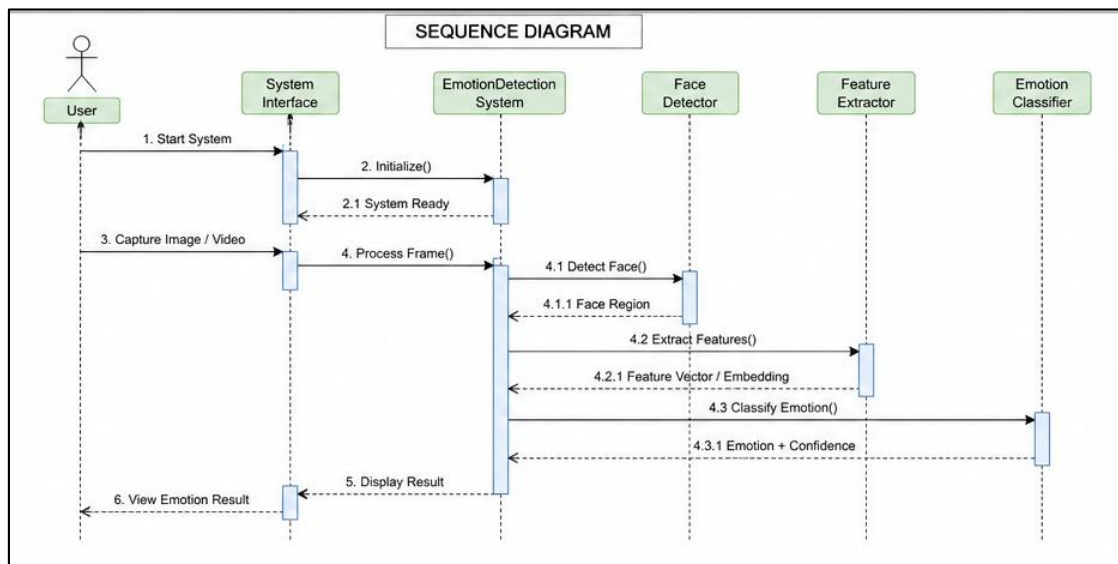 SEQUENCE DIAGRAM
User
System
Interface
EmotionDetection
System
Face
Detector
Feature
Extractor
Emotion
Classifier
1. Start System
2. Initialize()
2.1 System Ready
3. Capture Image / Video
4. Process Frame()
4.1 Detect Face()
4.1.1 Face Region
4.2 Extract Features()
4.2.1 Feature Vector / Embedding
4.3 Classify Emotion()
4.3.1 Emotion + Confidence
5. Display Result
6. View Emotion Result